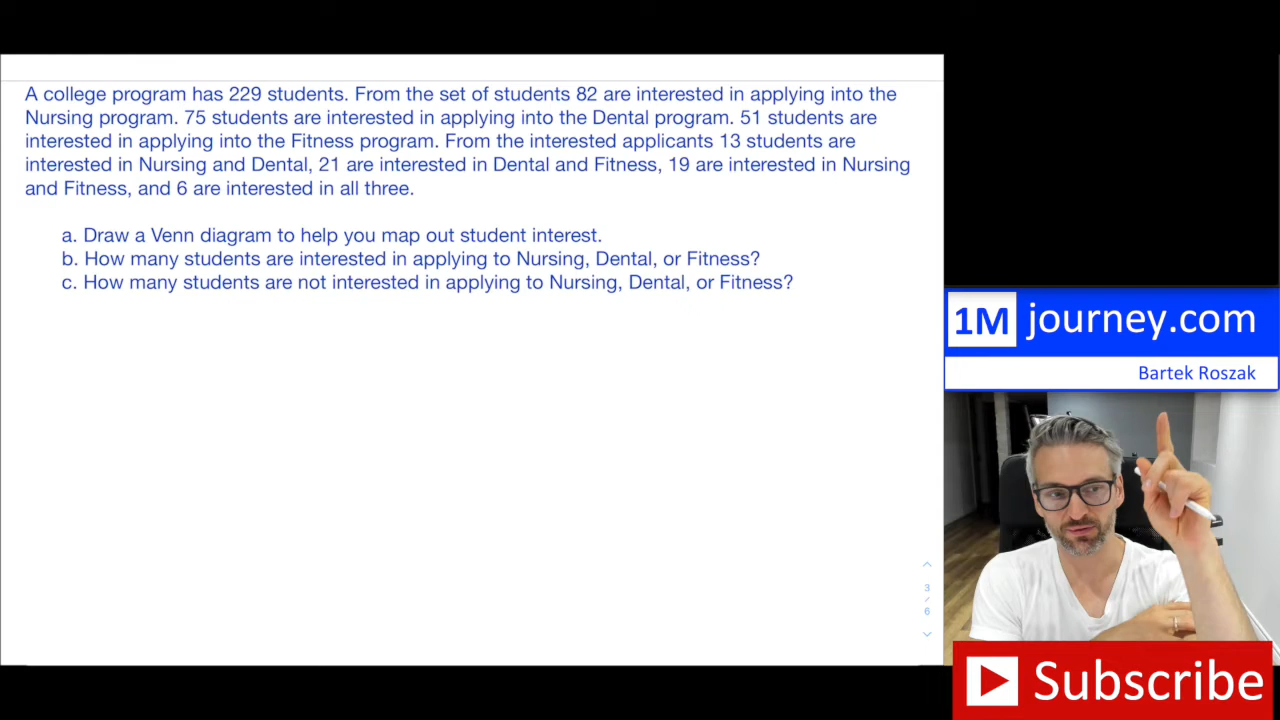 A college program has 229 students. From the set of students 82 are interested in applying into the
Nursing program. 75 students are interested in applying into the Dental program. 51 students are
interested in applying into the Fitness program. From the interested applicants 13 students are
interested in Nursing and Dental, 21 are interested in Dental and Fitness, 19 are interested in Nursing
and Fitness, and 6 are interested in all three.
a. Draw a Venn diagram to help you map out student interest.
b. How many students are interested in applying to Nursing, Dental, or Fitness?
c. How many students are not interested in applying to Nursing, Dental, or Fitness?
1M journey.com
Bartek Roszak
3
/
6
Subscribe